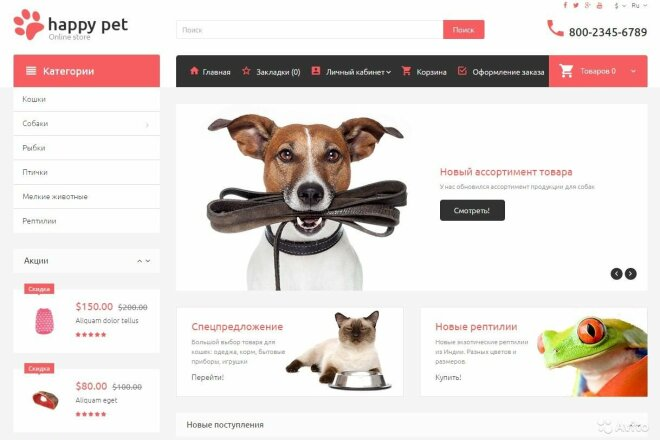 happy pet
Online store
Поиск
Поиск
$
Ru
800-2345-6789
Категории
Главная
Закладки (0)
Личный кабинет
Корзина
Оформление заказа
Товаров 0
Кошки
Собаки
Рыбки
Птички
Мелкие животные
Рептилии
Новый ассортимент товара
У нас обновился ассортимент продукции для собак
Смотреть!
Акции
Скидка
$150.00 $200.00
Aliquam dolor tellus
Скидка
$80.00 $100.00
Aliquam eget
Спецпредложение
Большой выбор товара для
кошек: одежда, корм, бытовые
приборы, игрушки
Перейти!
Новые рептилии
Новые экзотические рептилии
из Индии. Разных цветов и
размеров.
Купить!
Новые поступления
Avito